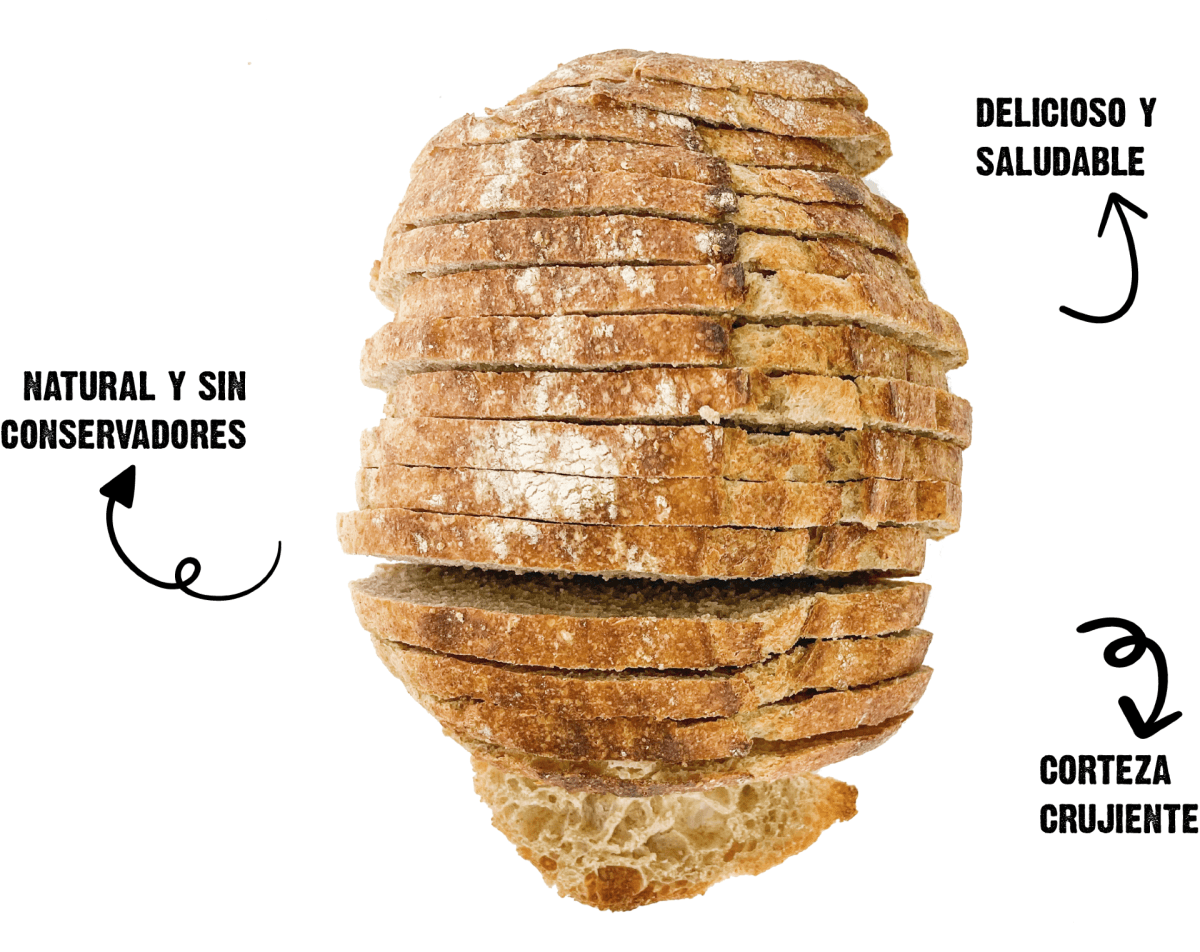 DELICIOSO Y
SALUDABLE
NATURAL Y SIN
CONSERVADORES
CORTEZA
CRUJIENTE